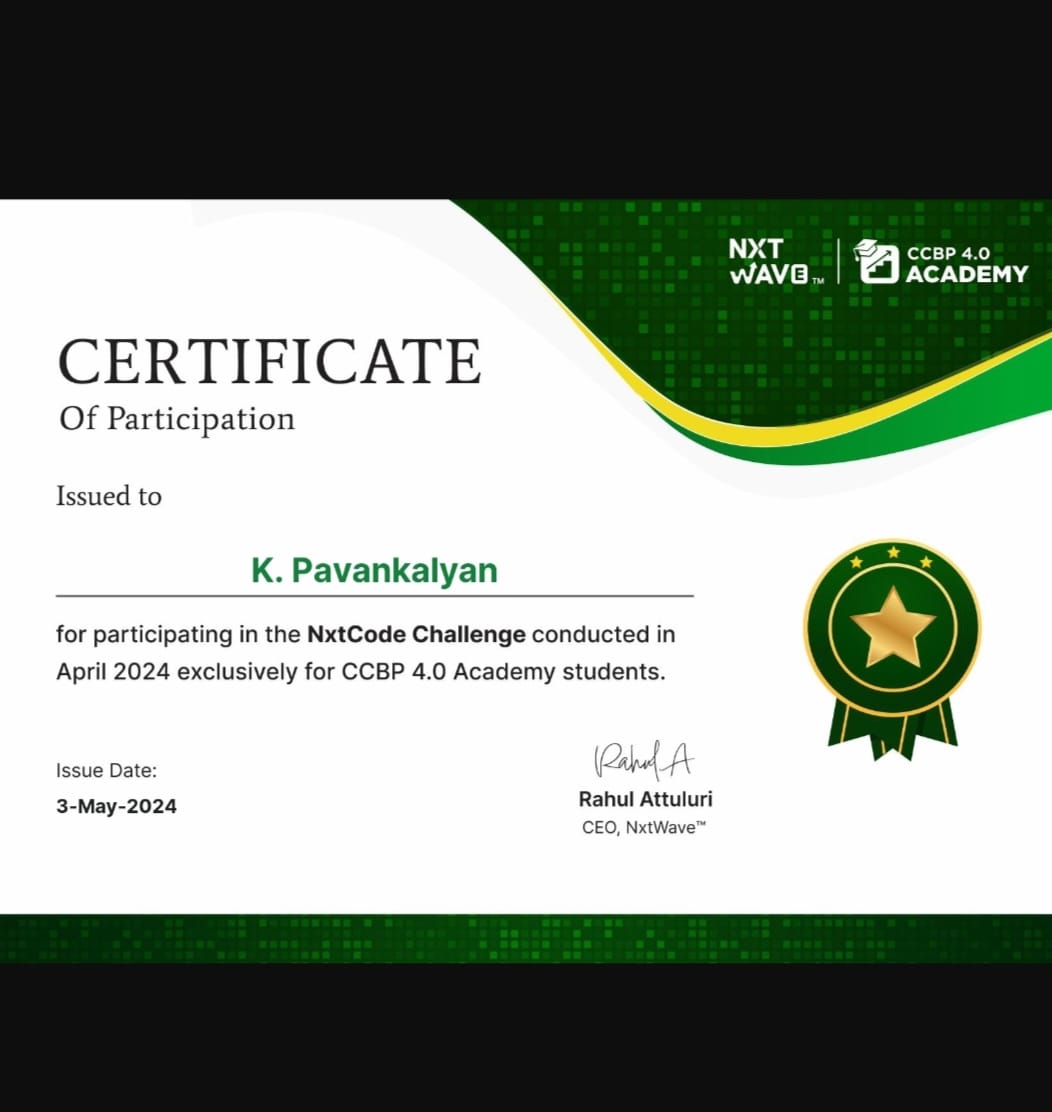 NXT
WAVE™
CCBP 4.0
ACADEMY
CERTIFICATE
Of Participation
Issued to
K. Pavankalyan
for participating in the NxtCode Challenge conducted in
April 2024 exclusively for CCBP 4.0 Academy students.
Issue Date:
3-May-2024
Rahul A
Rahul Attuluri
CEO, NxtWave™